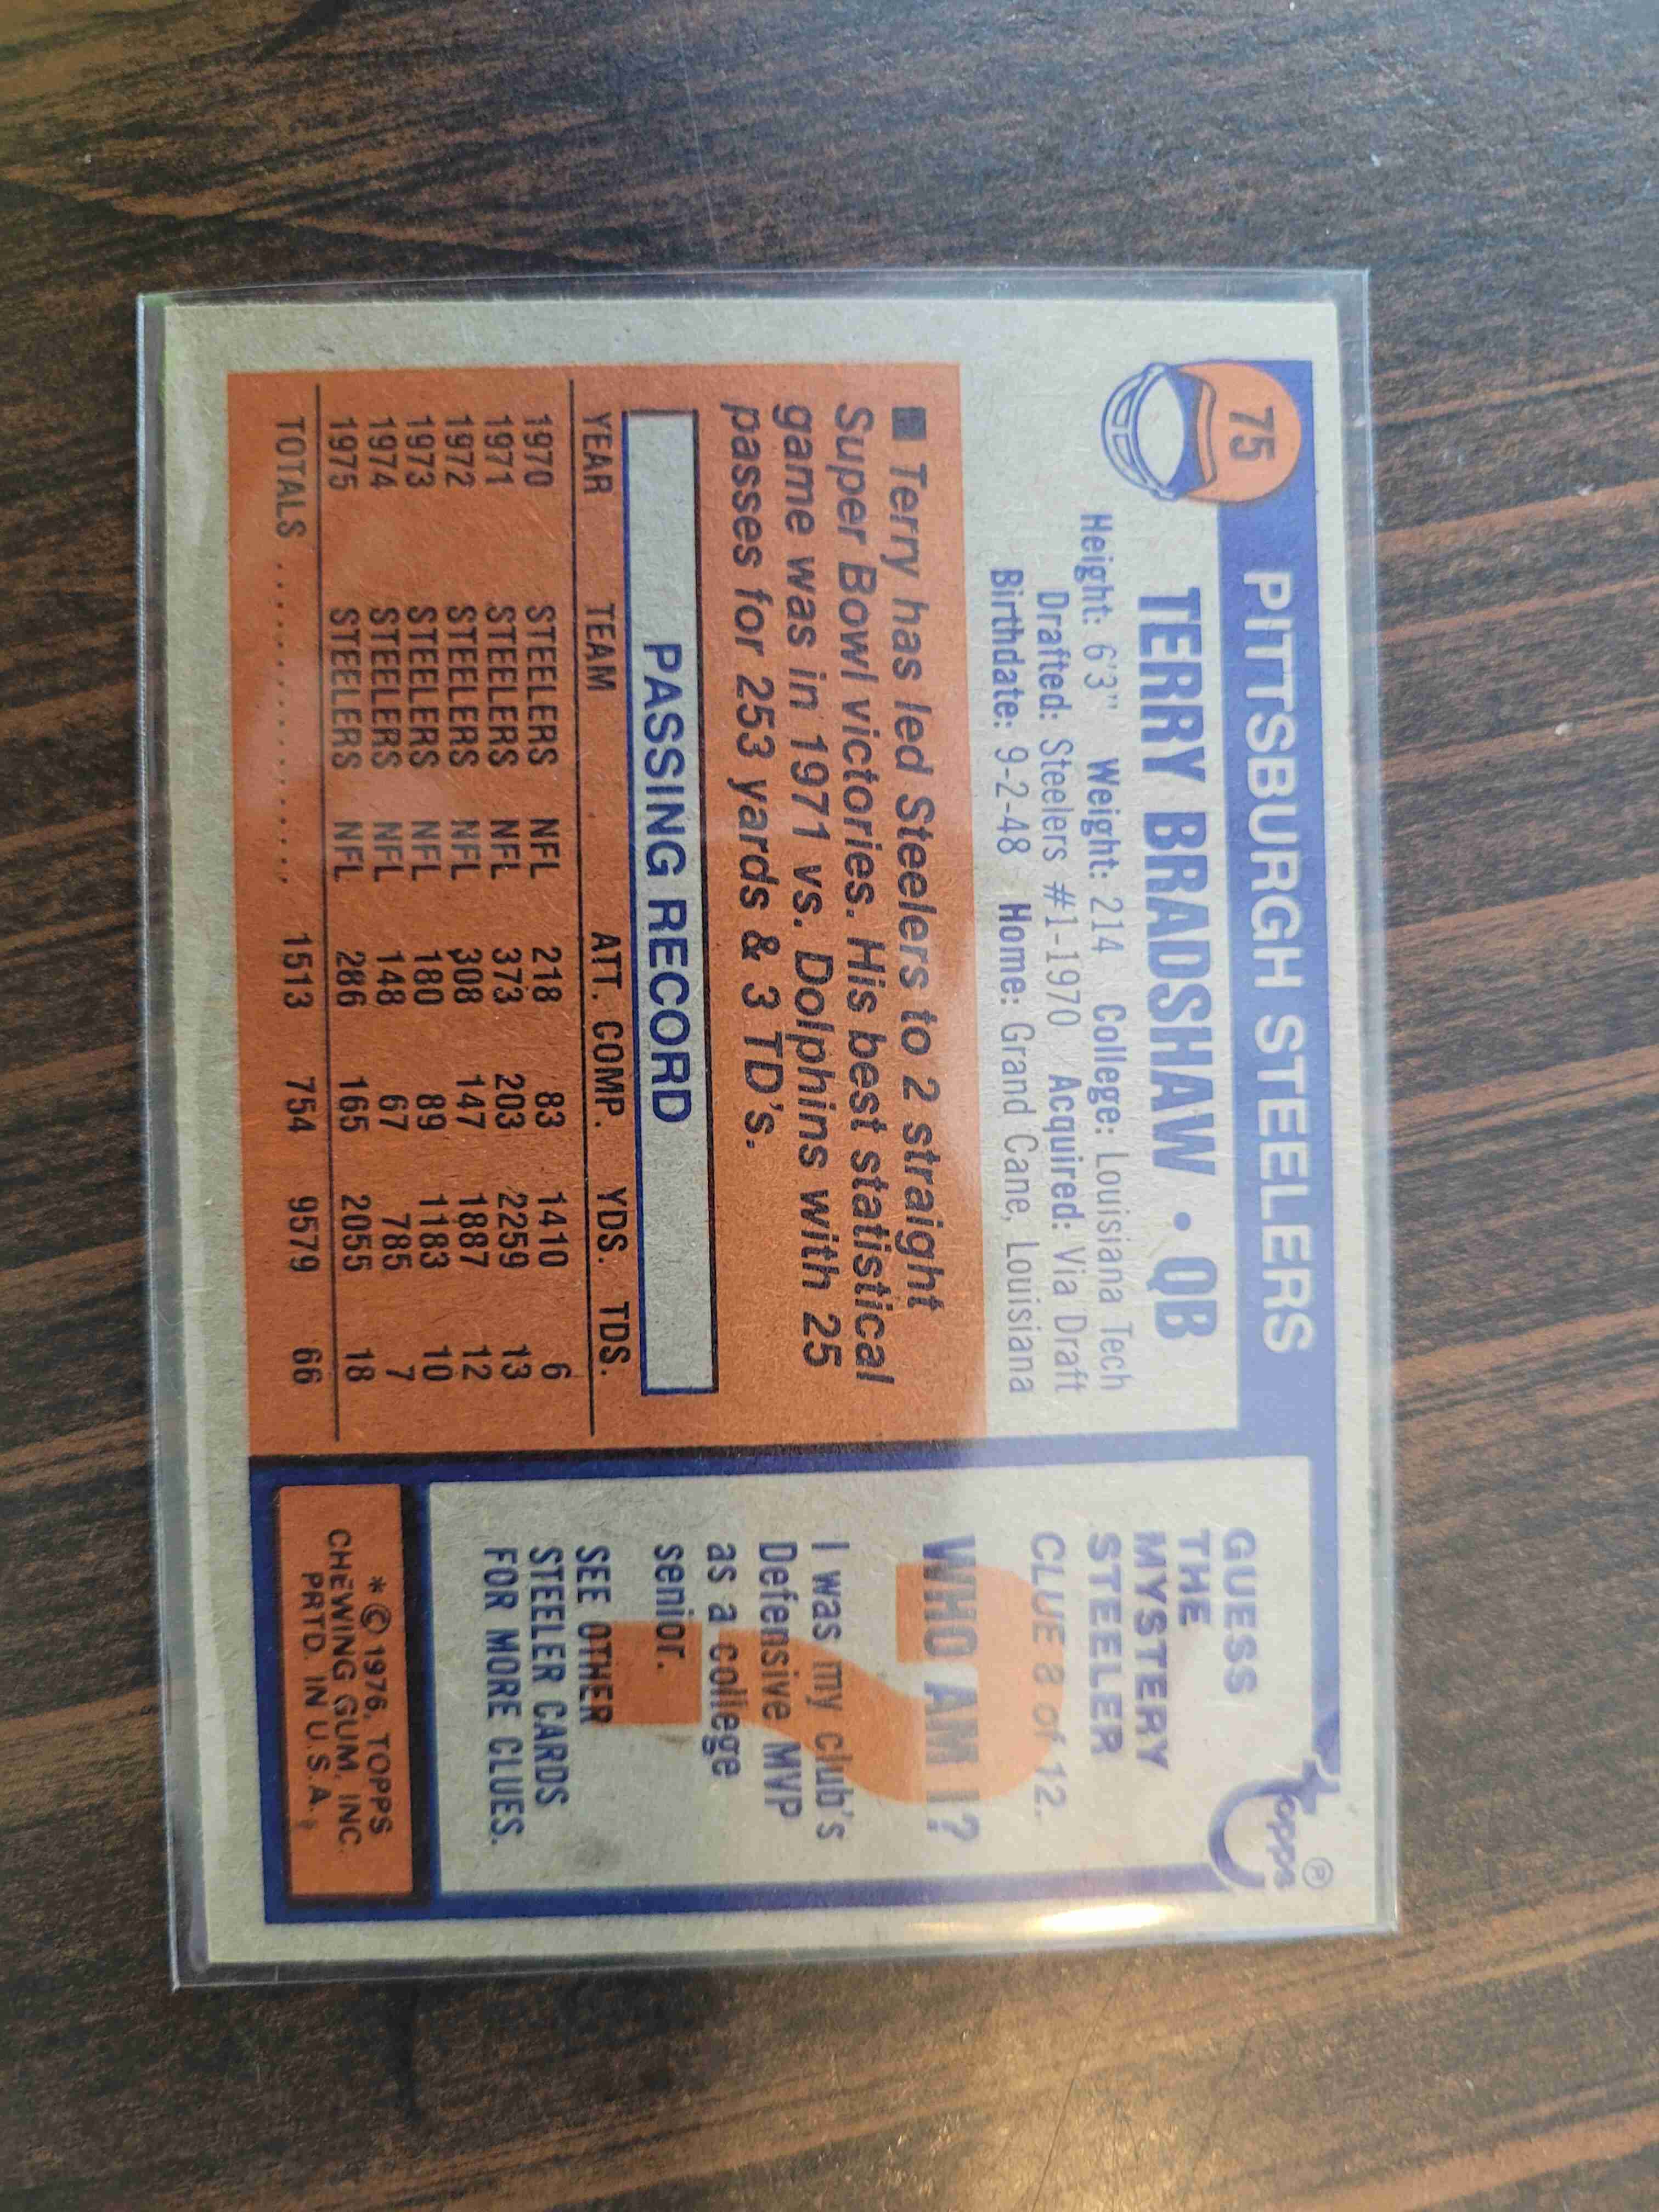 75
PITTSBURGH STEELERS
TERRY BRADSHAW • QB
Height: 6'3" Weight: 214 College: Louisiana Tech
Drafted: Steelers #1-1970 Acquired: Via Draft
Birthdate: 9-2-48 Home: Grand Cane, Louisiana
■ Terry has led Steelers to 2 straight
Super Bowl victories. His best statistical
game was in 1971 vs. Dolphins with 25
passes for 253 yards & 3 TD's.
PASSING RECORD
YEAR TEAM ATT. COMP. YDS. TDS.
1970 STEELERS NFL 218 83 1410 6
1971 STEELERS NFL 373 203 2259 13
1972 STEELERS NFL 308 147 1887 12
1973 STEELERS NFL 180 89 1183 10
1974 STEELERS NFL 148 67 785 7
1975 STEELERS NFL 286 165 2055 18
TOTALS .................. 1513 754 9579 66
Topps ®
GUESS
THE
MYSTERY
STEELER
CLUE 8 of 12.
?
WHO AM I?
I was my club's
Defensive MVP
as a college
senior.
SEE OTHER
STEELER CARDS
FOR MORE CLUES.
* © 1976, TOPPS
CHEWING GUM, INC.
PRTD. IN U.S.A.